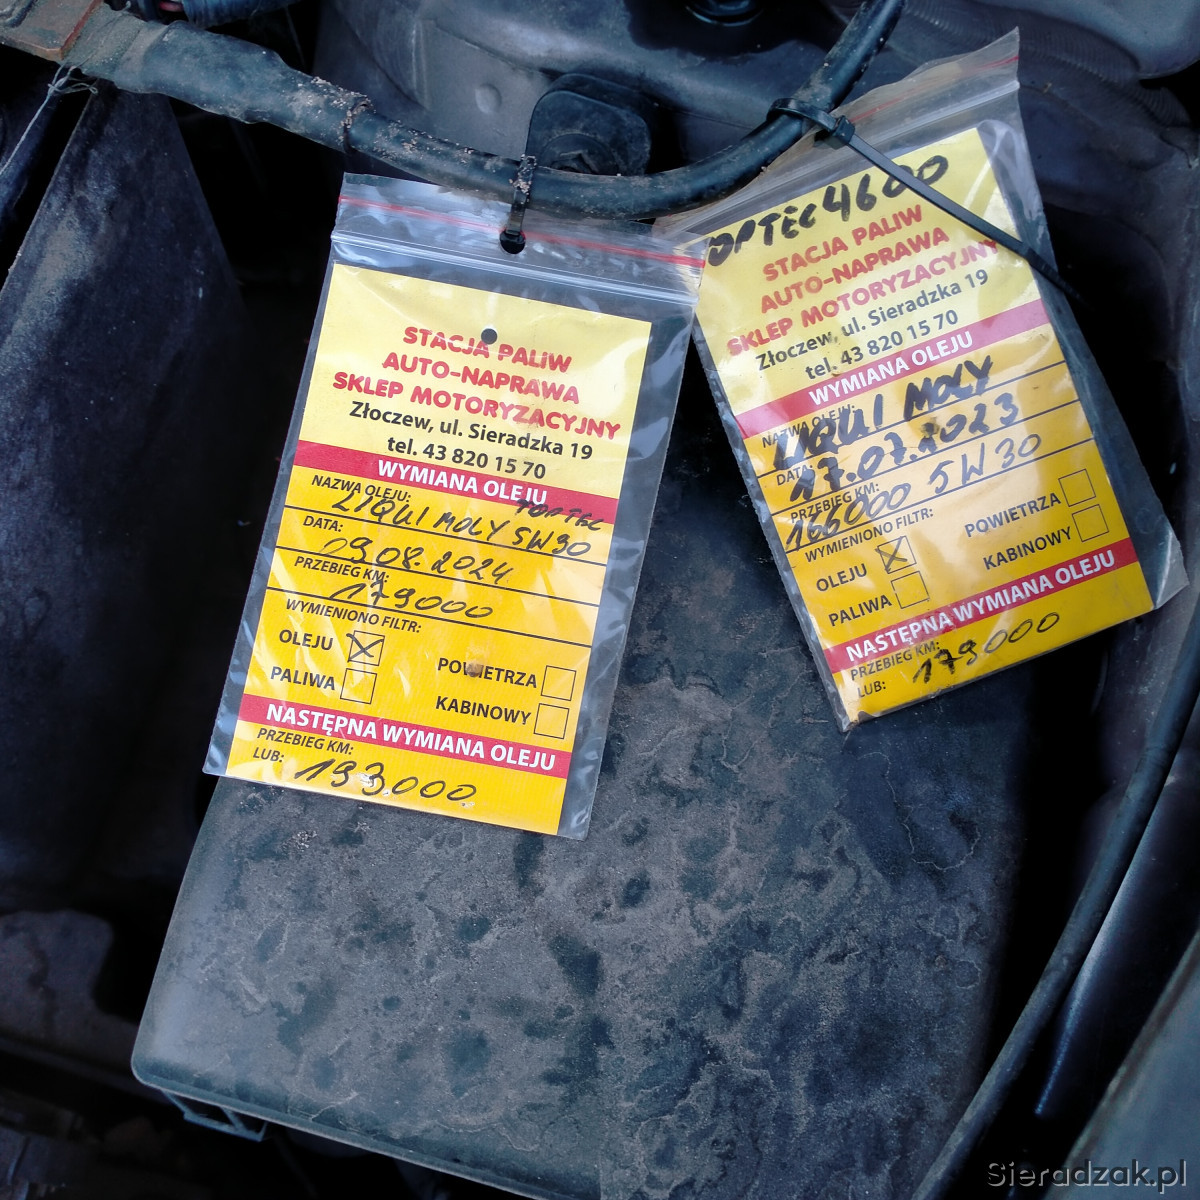 STACJA PALIW
AUTO-NAPRAWA
SKLEP MOTORYZACYJNY
Złoczew, ul. Sieradzka 19
tel. 43 820 15 70
WYMIANA OLEJU
NAZWA OLEJU: TOP TEC
LIQUI MOLY 5W30
DATA:
09.08.2024
PRZEBIEG KM:
179000
WYMIENIONO FILTR:
OLEJU
POWIETRZA
PALIWA
KABINOWY
NASTĘPNA WYMIANA OLEJU
PRZEBIEG KM:
LUB: 193.000
TOPTEC 4600
STACJA PALIW
AUTO-NAPRAWA
SKLEP MOTORYZACYJNY
Złoczew, ul. Sieradzka 19
tel. 43 820 15 70
WYMIANA OLEJU
NAZWA OLEJU:
LIQUI MOLY
DATA:
17.07.2023
PRZEBIEG KM:
166000 5W30
WYMIENIONO FILTR:
POWIETRZA
OLEJU
KABINOWY
PALIWA
NASTĘPNA WYMIANA OLEJU
PRZEBIEG KM:
LUB: 179000
Sieradzak.pl